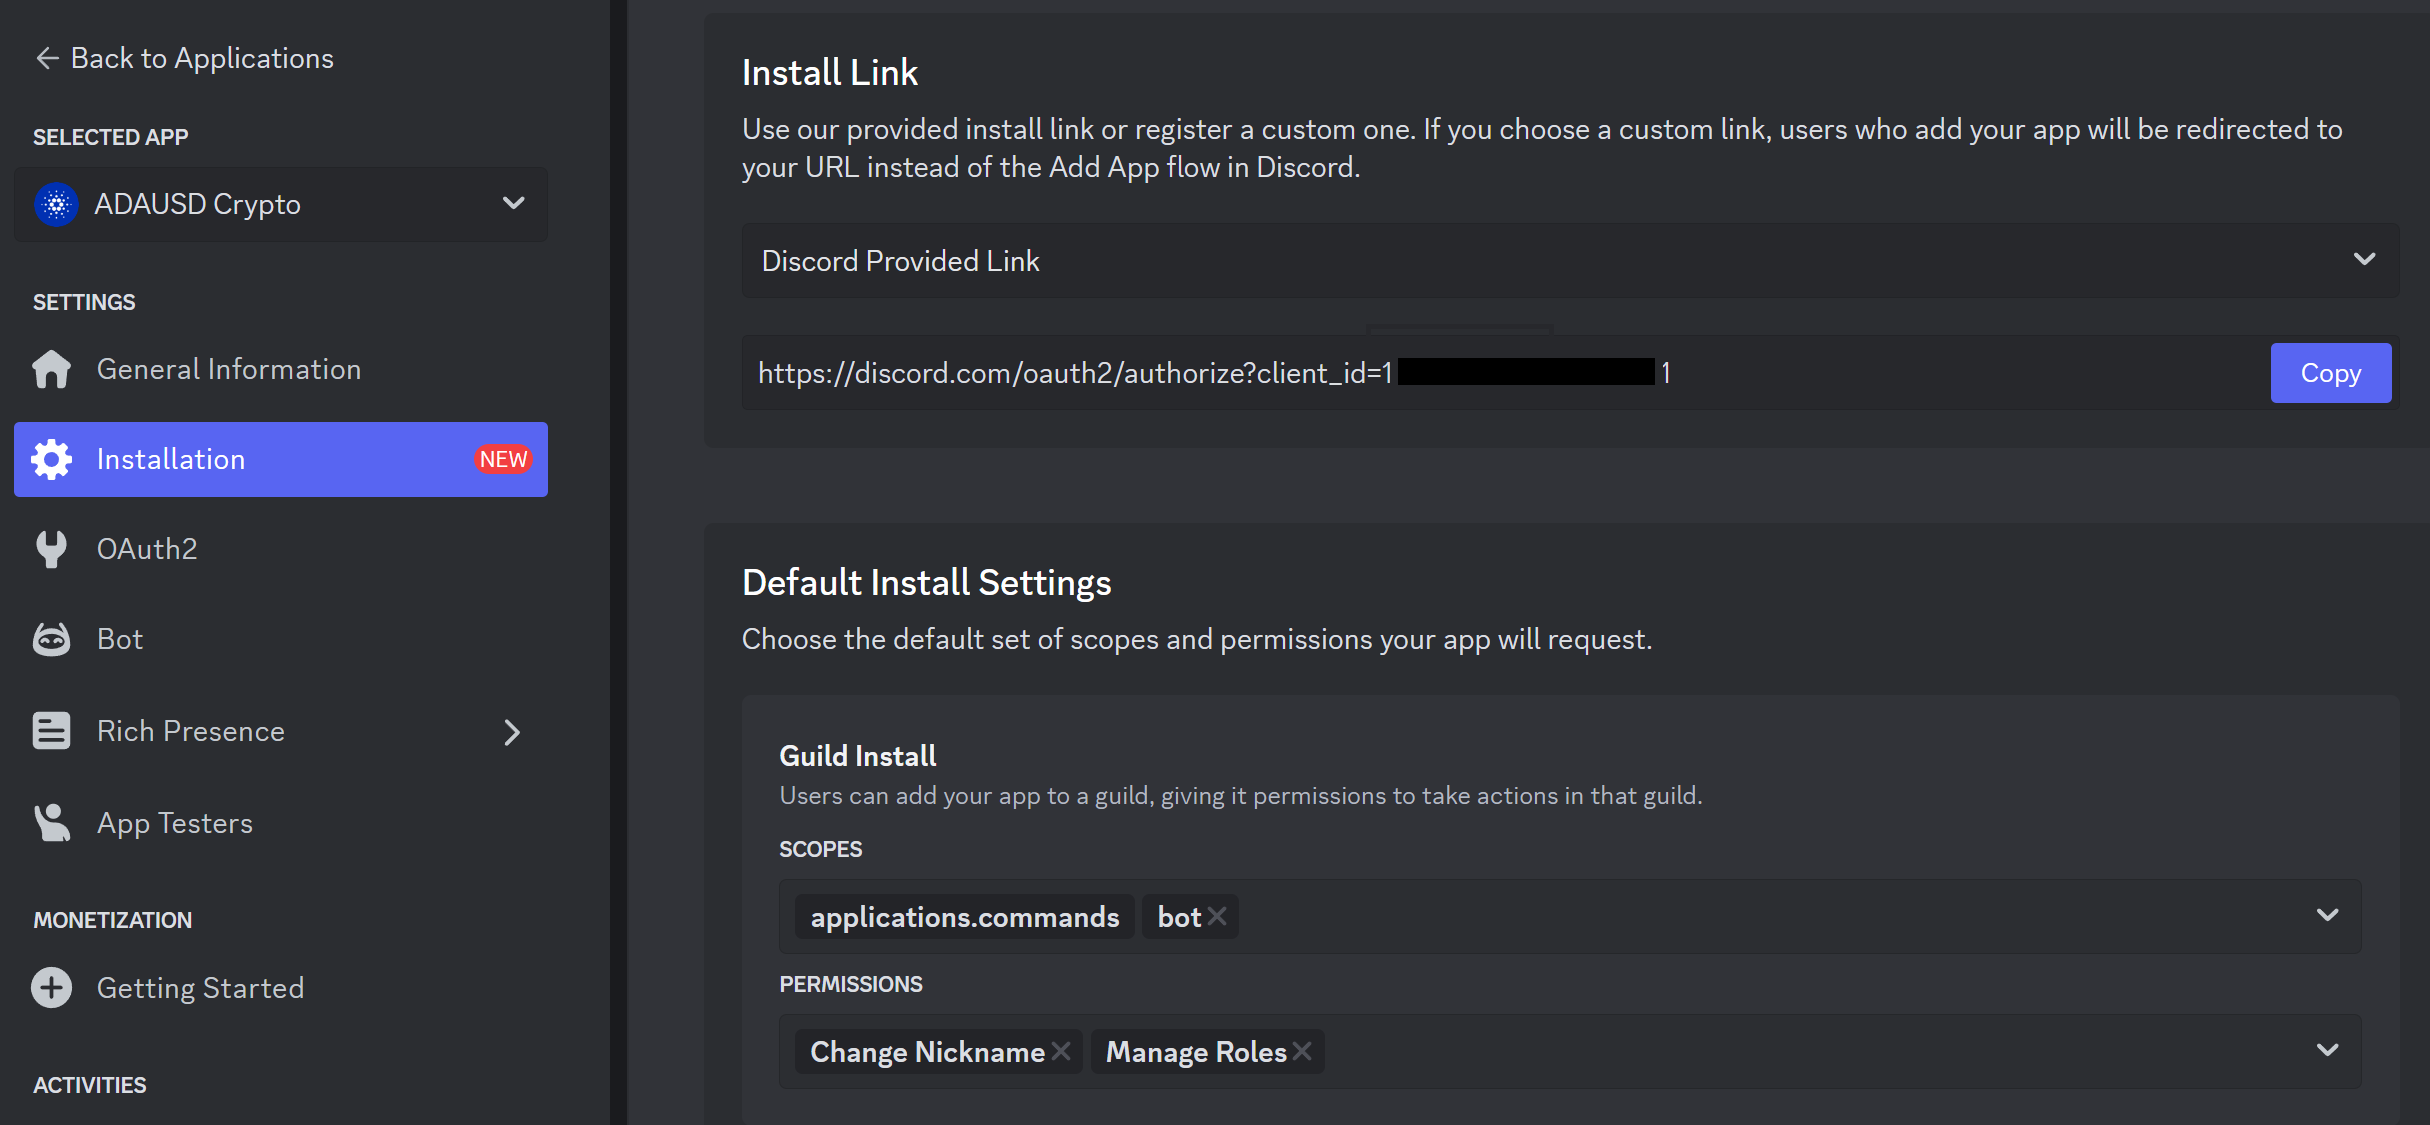 Back to Applications
SELECTED APP
ADAUSD Crypto
SETTINGS
General Information
Installation NEW
OAuth2
Bot
Rich Presence
App Testers
MONETIZATION
Getting Started
ACTIVITIES
Install Link
Use our provided install link or register a custom one. If you choose a custom link, users who add your app will be redirected to
your URL instead of the Add App flow in Discord.
Discord Provided Link
https://discord.com/oauth2/authorize?client_id=1 1
Copy
Default Install Settings
Choose the default set of scopes and permissions your app will request.
Guild Install
Users can add your app to a guild, giving it permissions to take actions in that guild.
SCOPES
applications.commands bot
PERMISSIONS
Change Nickname Manage Roles